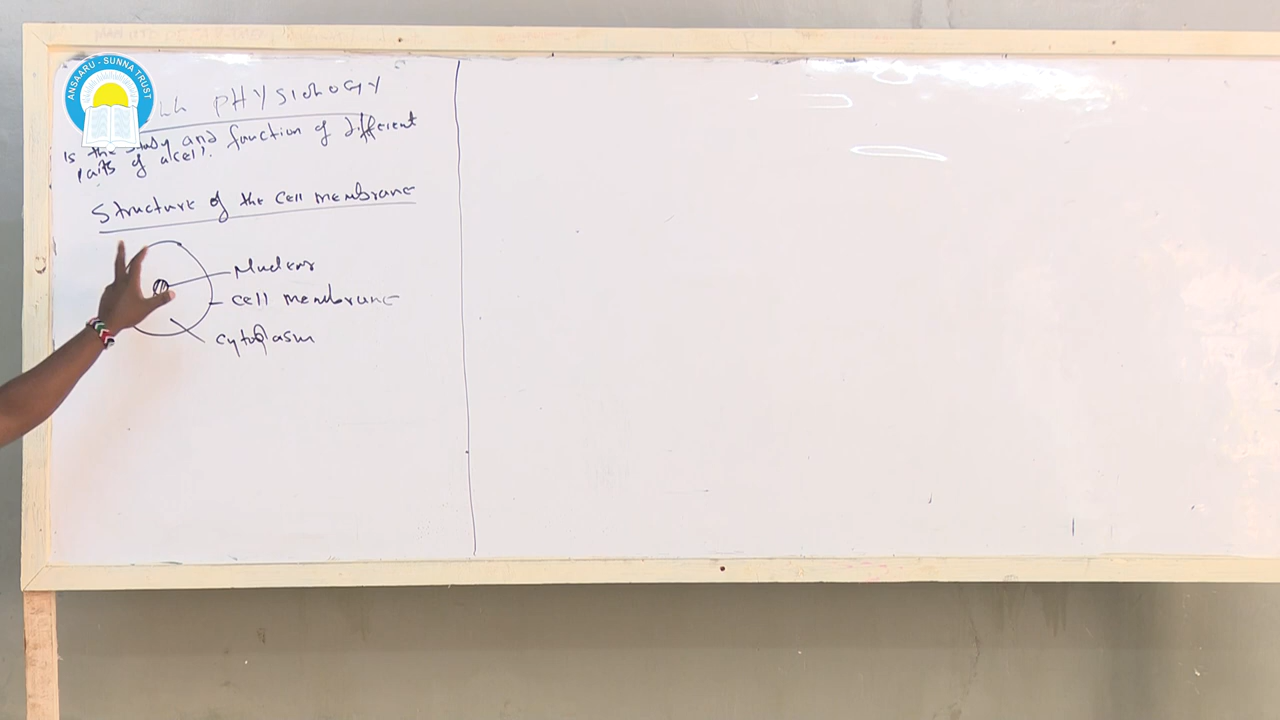 ANSAARU - SUNNA TRUST
PHYSIOLOGY
Is the study and function of different
parts of a cell.
Structure of the cell membrane
Nucleus
cell membrane
cytoplasm